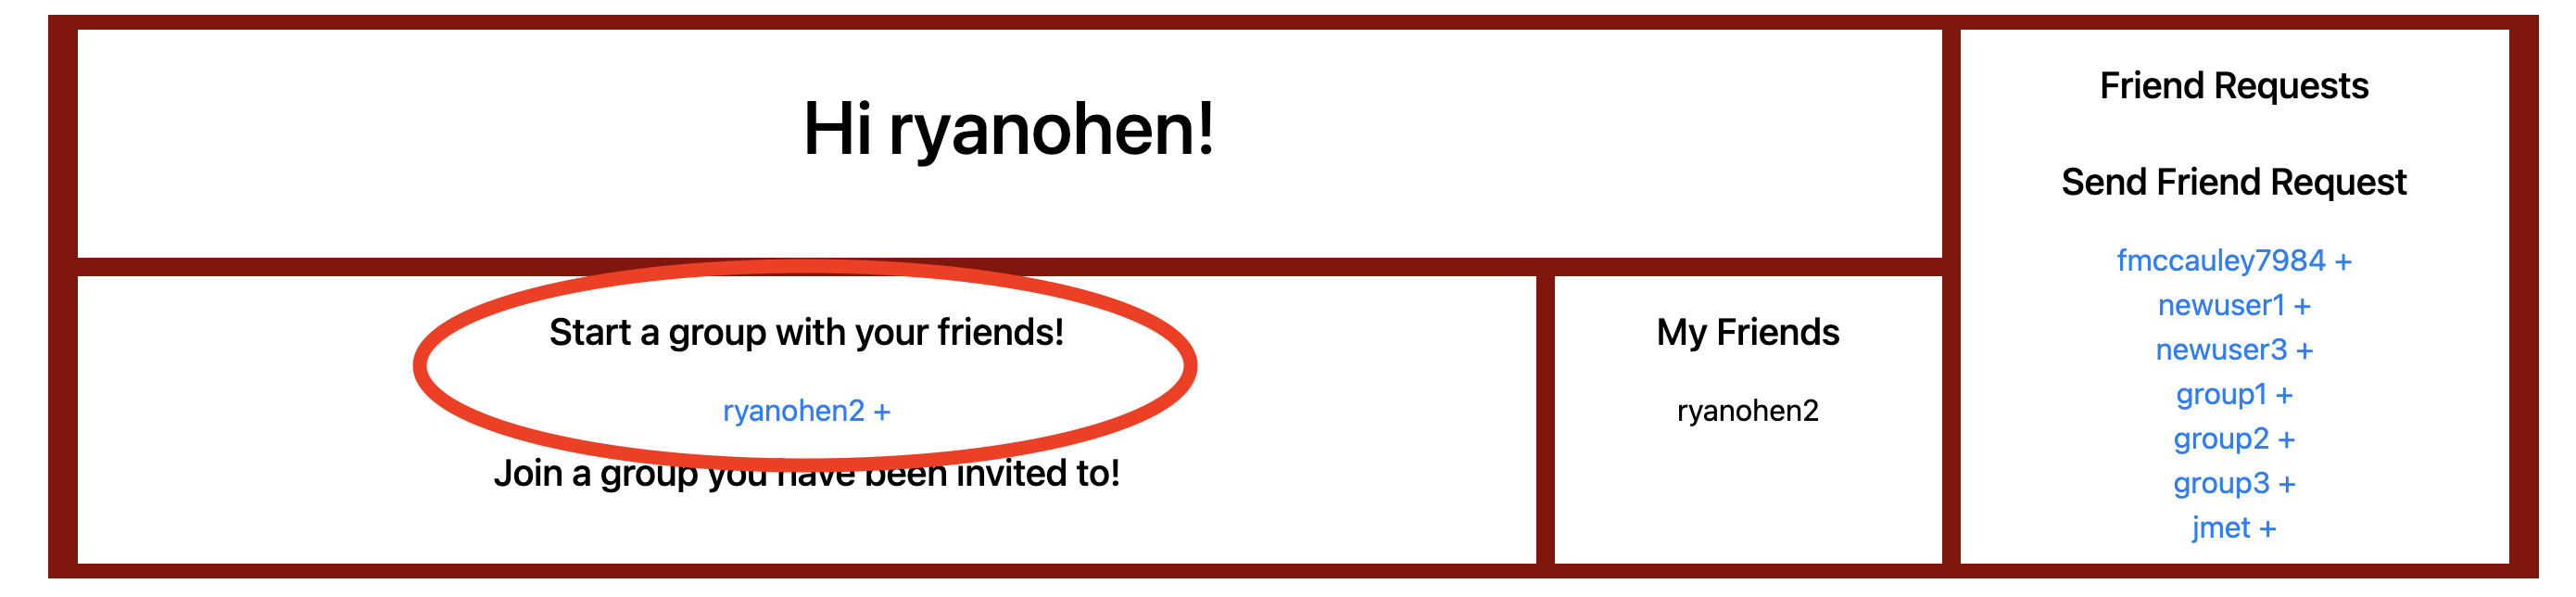 Hi ryanohen!
Start a group with your friends!
ryanohen2 +
Join a group you have been invited to!
My Friends
ryanohen2
Friend Requests
Send Friend Request
fmccauley7984 +
newuser1 +
newuser3 +
group1 +
group2 +
group3 +
jmet +